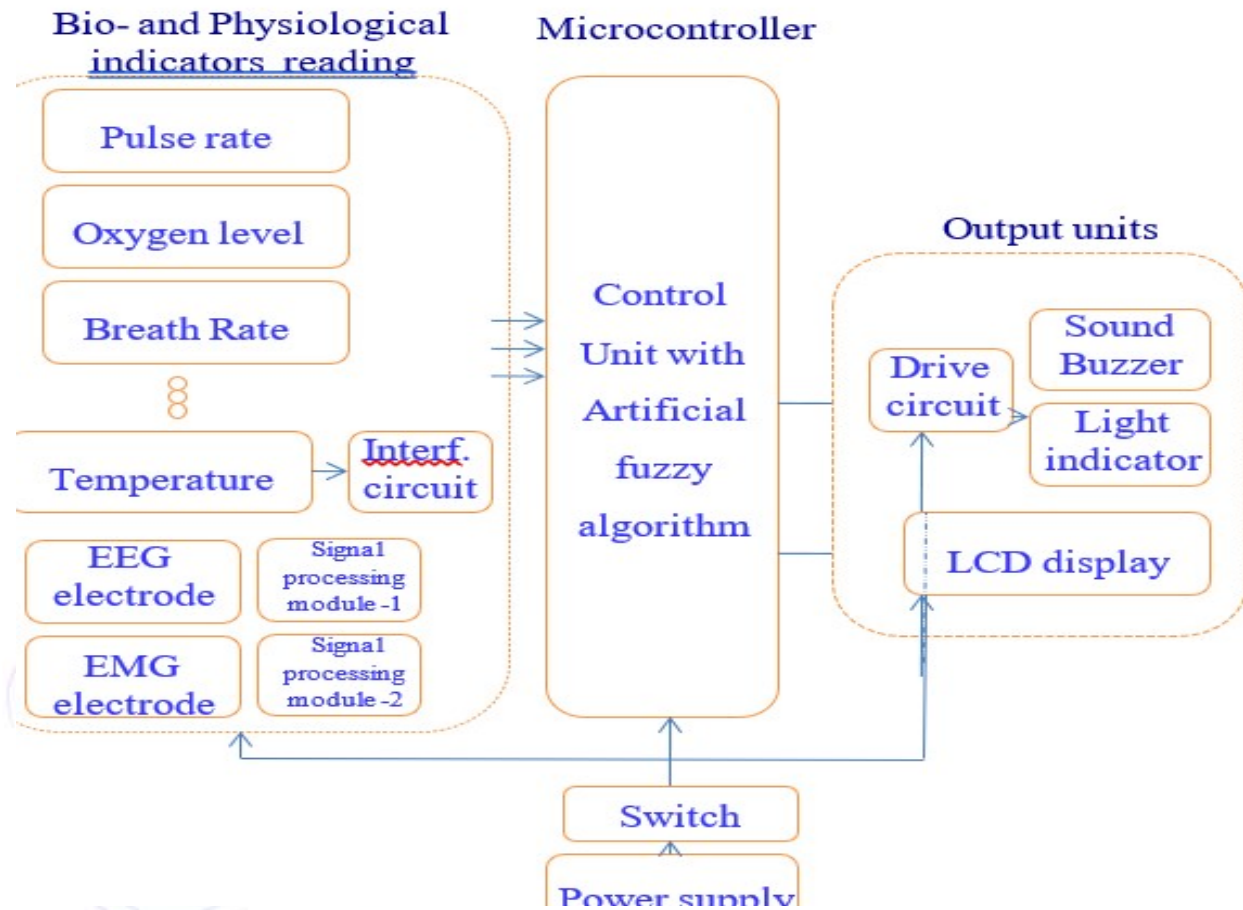 Bio- and Physiological
indicators reading
Pulse rate
Oxygen level
Breath Rate
Temperature
Interf.
circuit
EEG
electrode
Signal
processing
module -1
EMG
electrode
Signal
processing
module -2
Microcontroller
Control
Unit with
Artificial
fuzzy
algorithm
Output units
Drive
circuit
Sound
Buzzer
Light
indicator
LCD display
Switch
Power supply